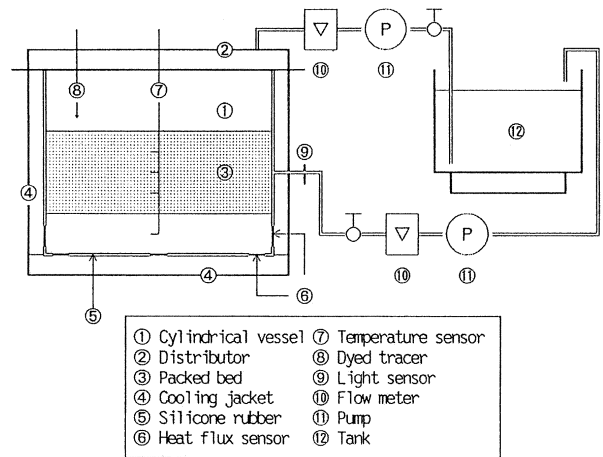 ②
P
⑧
⑦
⑩
⑪
①
⑫
⑨
③
④
P
④
⑩
⑪
⑥
⑤
① Cylindrical vessel ⑦ Temperature sensor
② Distributor ⑧ Dyed tracer
③ Packed bed ⑨ Light sensor
④ Cooling jacket ⑩ Flow meter
⑤ Silicone rubber ⑪ Pump
⑥ Heat flux sensor ⑫ Tank